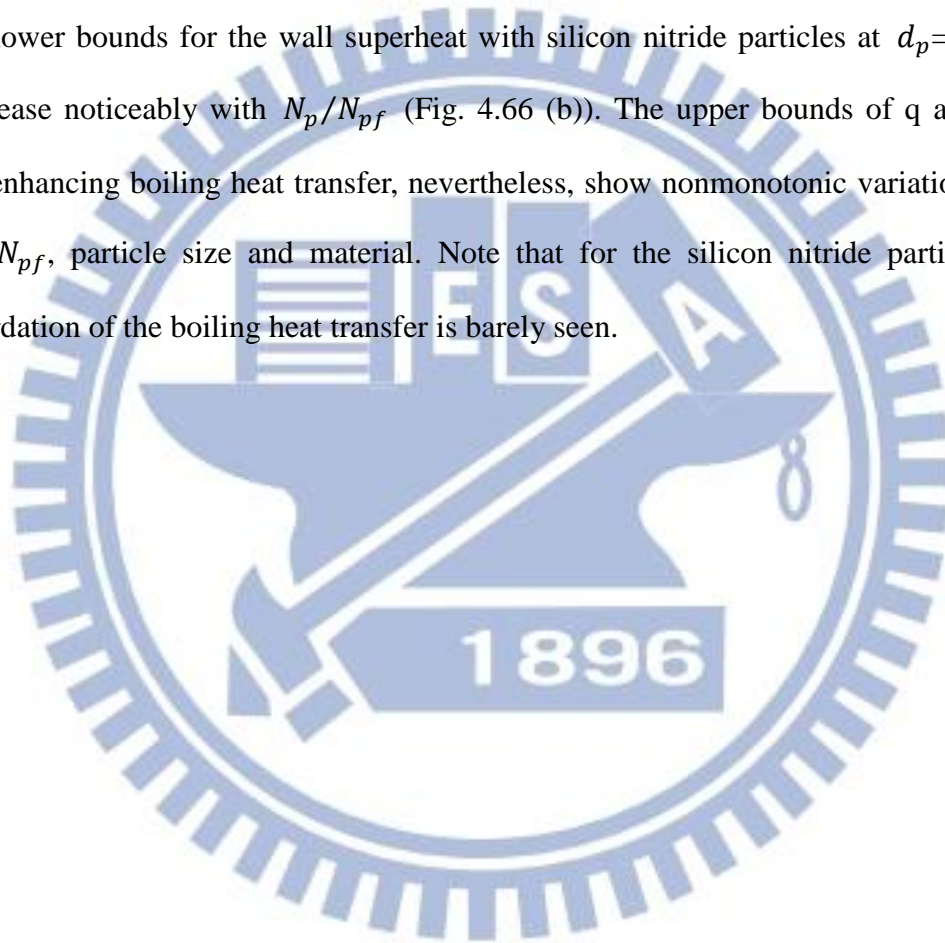 lower bounds for the wall superheat with silicon nitride particles at d_p=
ease noticeably with N_p/N_pf (Fig. 4.66 (b)). The upper bounds of q a
enhancing boiling heat transfer, nevertheless, show nonmonotonic variatio
N_pf, particle size and material. Note that for the silicon nitride parti
rdation of the boiling heat transfer is barely seen.
E S A
1896